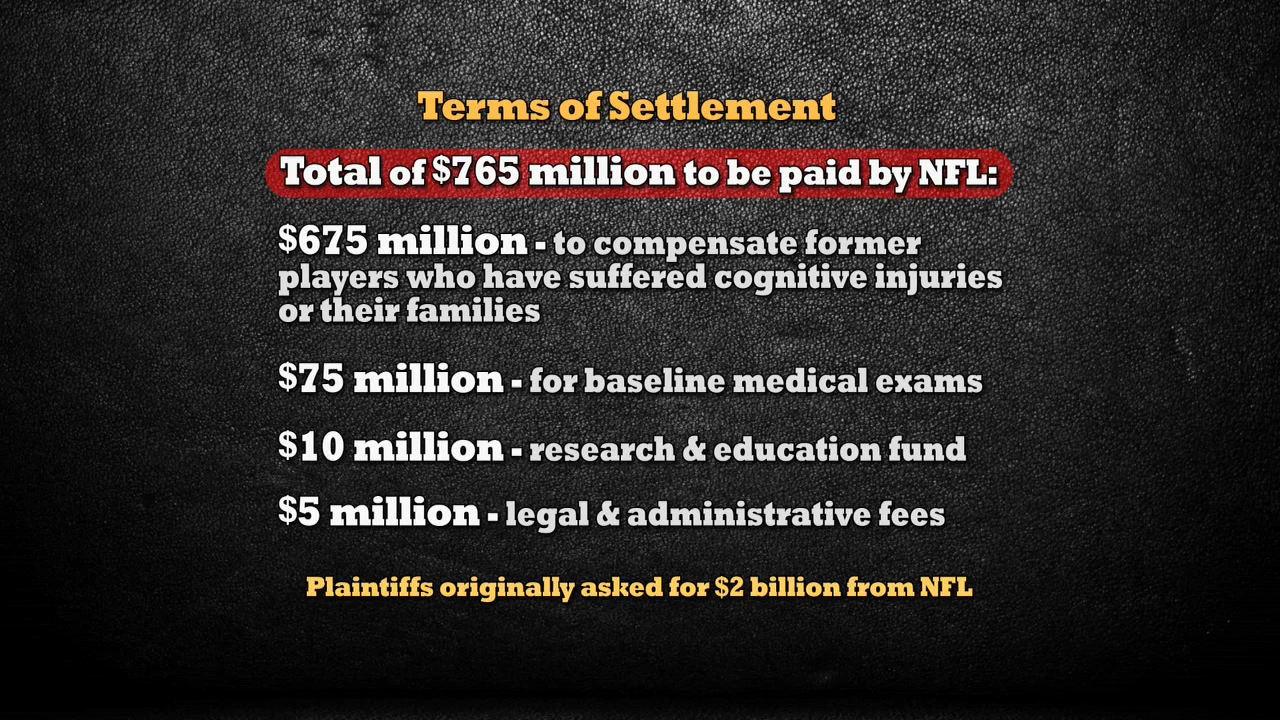 Terms of Settlement
Total of $765 million to be paid by NFL:
$675 million - to compensate former
players who have suffered cognitive injuries
or their families
$75 million - for baseline medical exams
$10 million - research & education fund
$5 million - legal & administrative fees
Plaintiffs originally asked for $2 billion from NFL